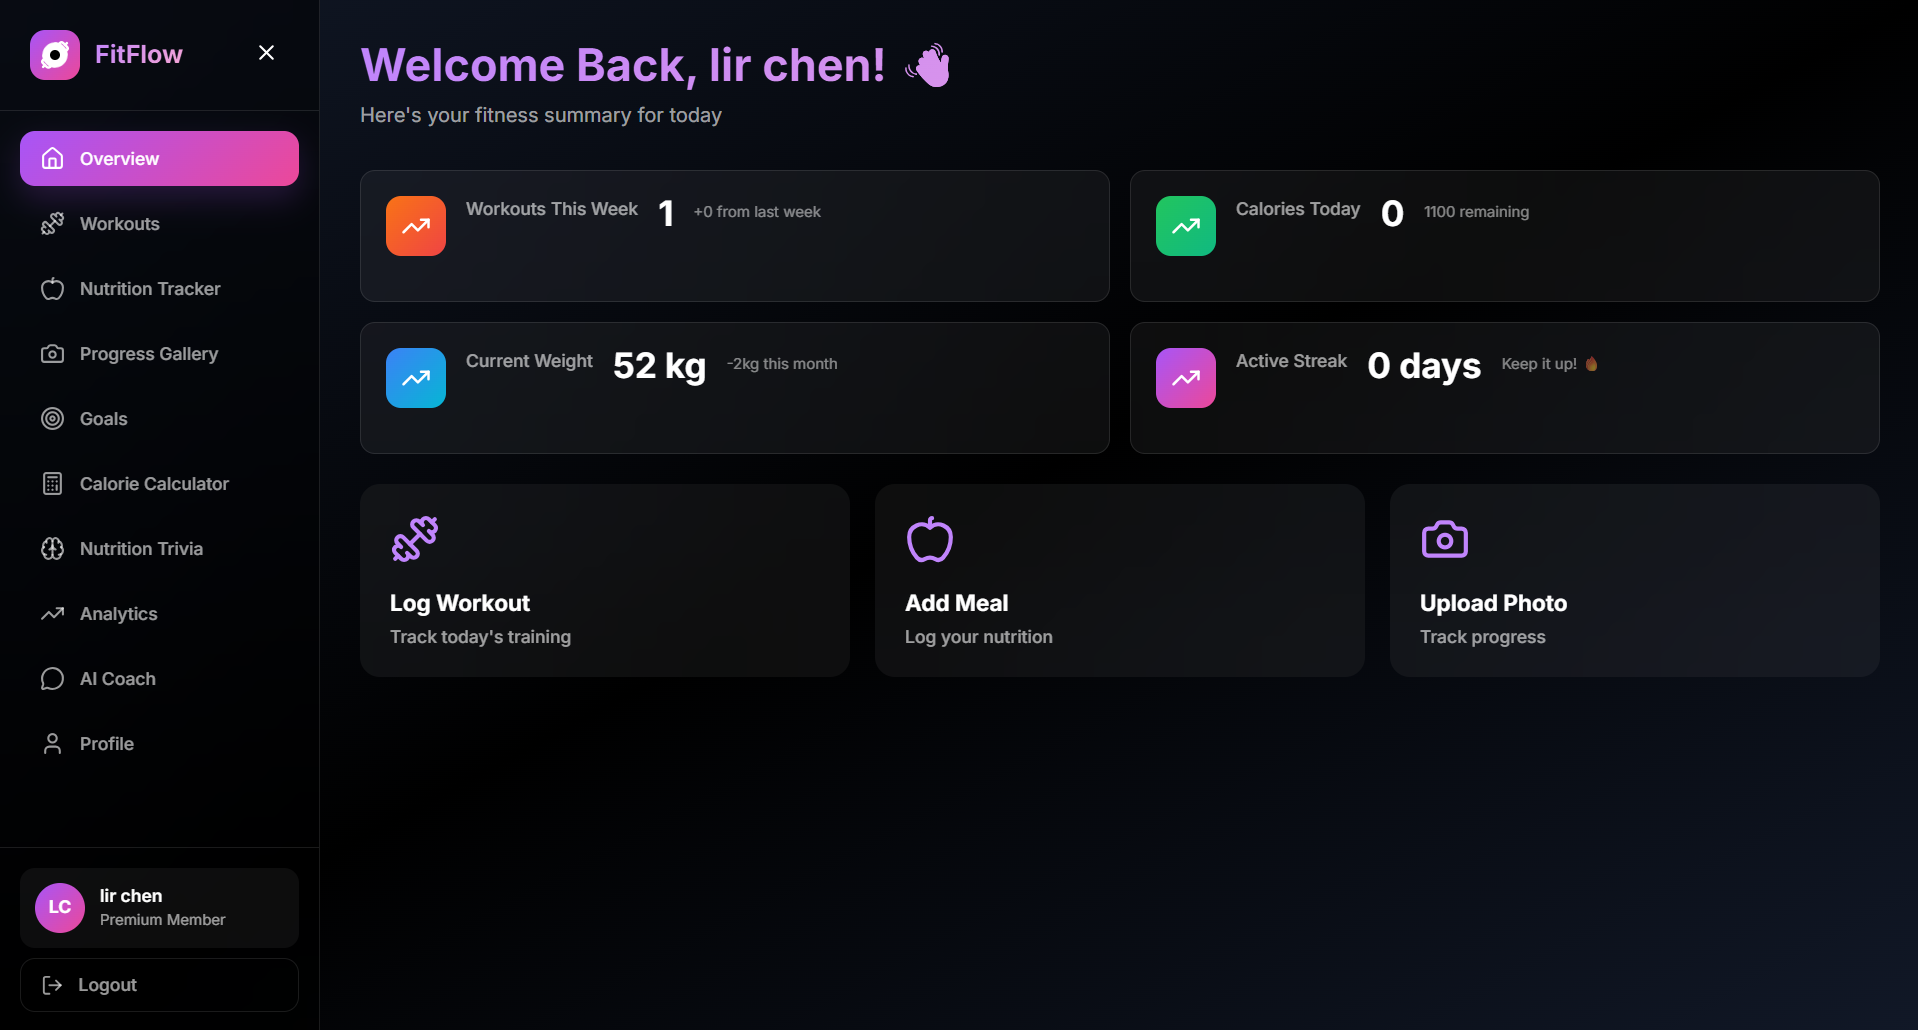 FitFlow
Overview
Workouts
Nutrition Tracker
Progress Gallery
Goals
Calorie Calculator
Nutrition Trivia
Analytics
AI Coach
Profile
LC
lir chen
Premium Member
Logout
Welcome Back, lir chen! 👋
Here's your fitness summary for today
Workouts This Week 1 +0 from last week
Calories Today 0 1100 remaining
Current Weight 52 kg -2kg this month
Active Streak 0 days Keep it up! 🔥
Log Workout
Track today's training
Add Meal
Log your nutrition
Upload Photo
Track progress